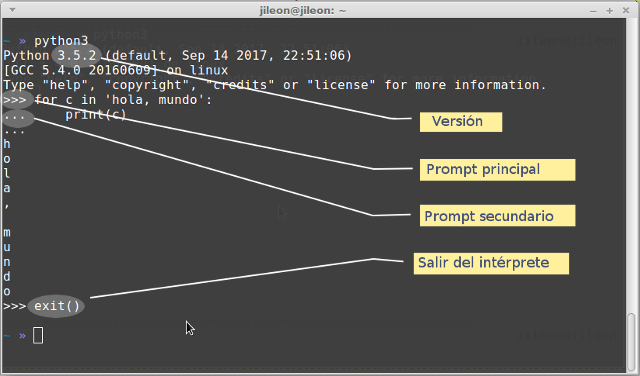 jileon@jileon: ~
~ » python3
Python 3.5.2 (default, Sep 14 2017, 22:51:06)
[GCC 5.4.0 20160609] on linux
Type "help", "copyright", "credits" or "license" for more information.
>>> for c in 'hola, mundo':
...     print(c)
...
h
o
l
a
,
m
u
n
d
o
>>> exit()
~ »
Versión
Prompt principal
Prompt secundario
Salir del intérprete